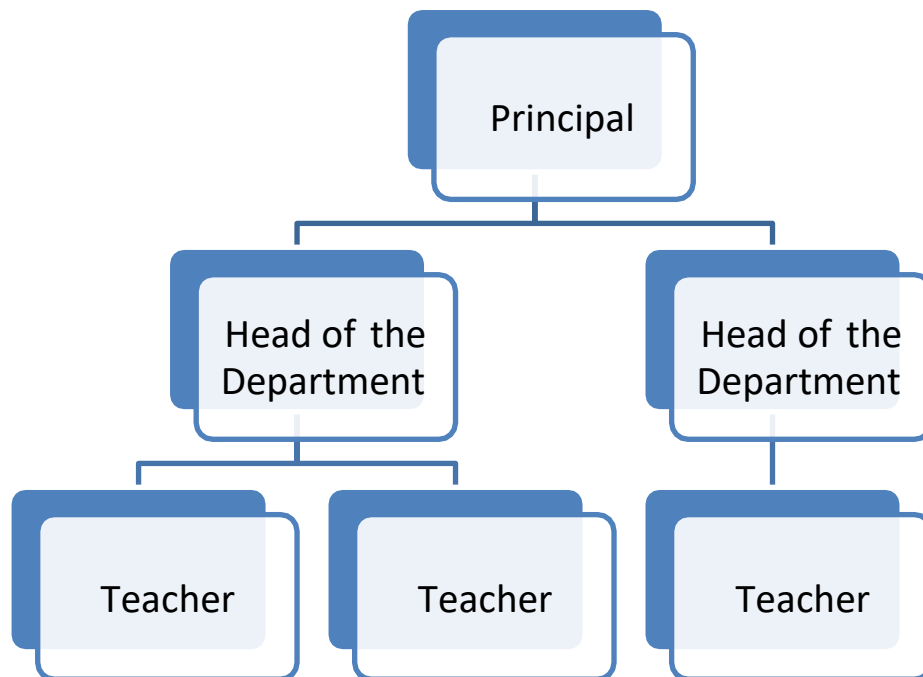 Principal
Head of the
Department
Head of the
Department
Teacher
Teacher
Teacher